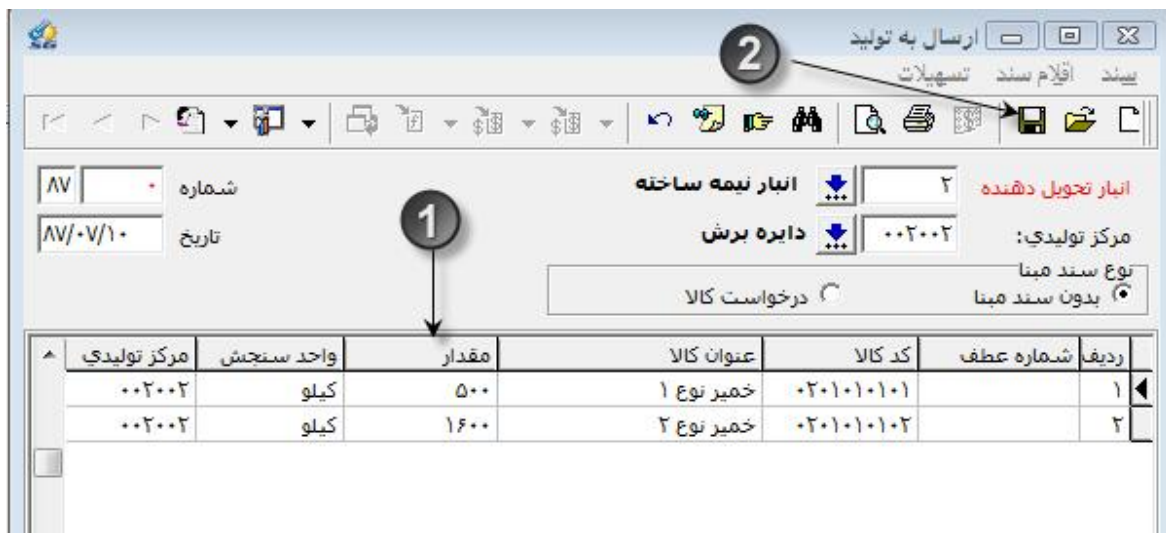 ارسال به تولید
سند اقلام سند تسهیلات
2
انبار تحویل دهنده ۲ انبار نیمه ساخته شماره ۰ ۸۷
مرکز تولیدي: ۰۰۲۰۰۲ دایره برش تاریخ ۸۷/۰۷/۱۰
1
نوع سند مبنا
بدون سند مبنا درخواست کالا
ردیف شماره عطف کد کالا عنوان کالا مقدار واحد سنجش مرکز تولیدي
۱ ۰۲۰۱۰۱۰۱۰۱ خمیر نوع ۱ ۵۰۰ کیلو ۰۰۲۰۰۲
۲ ۰۲۰۱۰۱۰۱۰۲ خمیر نوع ۲ ۱۶۰۰ کیلو ۰۰۲۰۰۲